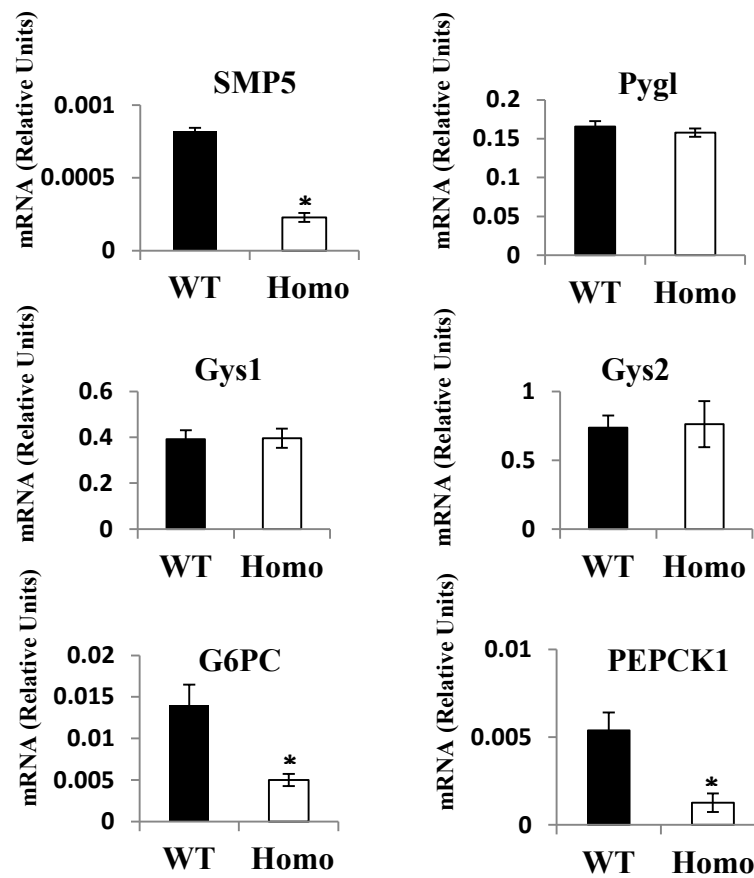 SMP5
mRNA (Relative Units)
0.001
0.0005
0
*
WT Homo
Pygl
mRNA (Relative Units)
0.2
0.15
0.1
0.05
0
WT Homo
Gys1
mRNA (Relative Units)
0.6
0.4
0.2
0
WT Homo
Gys2
mRNA (Relative Units)
1
0.5
0
WT Homo
G6PC
mRNA (Relative Units)
0.02
0.015
0.01
0.005
0
*
WT Homo
PEPCK1
mRNA (Relative Units)
0.01
0.005
0
*
WT Homo